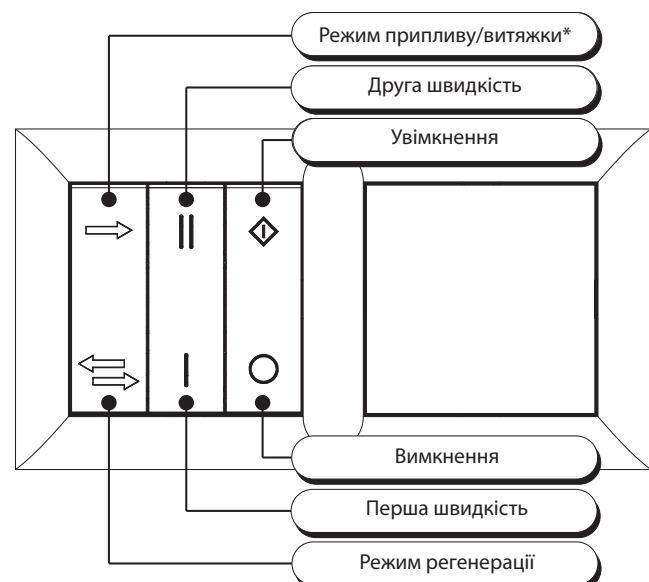 Режим припливу/витяжки*
Друга швидкість
Увімкнення
Вимкнення
Перша швидкість
Режим регенерації